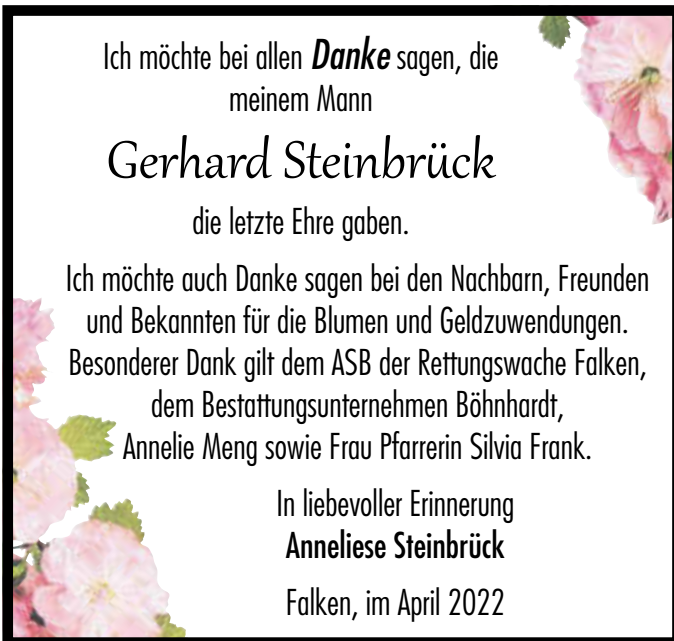 Ich möchte bei allen Danke sagen, die
meinem Mann
Gerhard Steinbrück
die letzte Ehre gaben.
Ich möchte auch Danke sagen bei den Nachbarn, Freunden
und Bekannten für die Blumen und Geldzuwendungen.
Besonderer Dank gilt dem ASB der Rettungswache Falken,
dem Bestattungsunternehmen Böhnhardt,
Annelie Meng sowie Frau Pfarrerin Silvia Frank.
In liebevoller Erinnerung
Anneliese Steinbrück
Falken, im April 2022